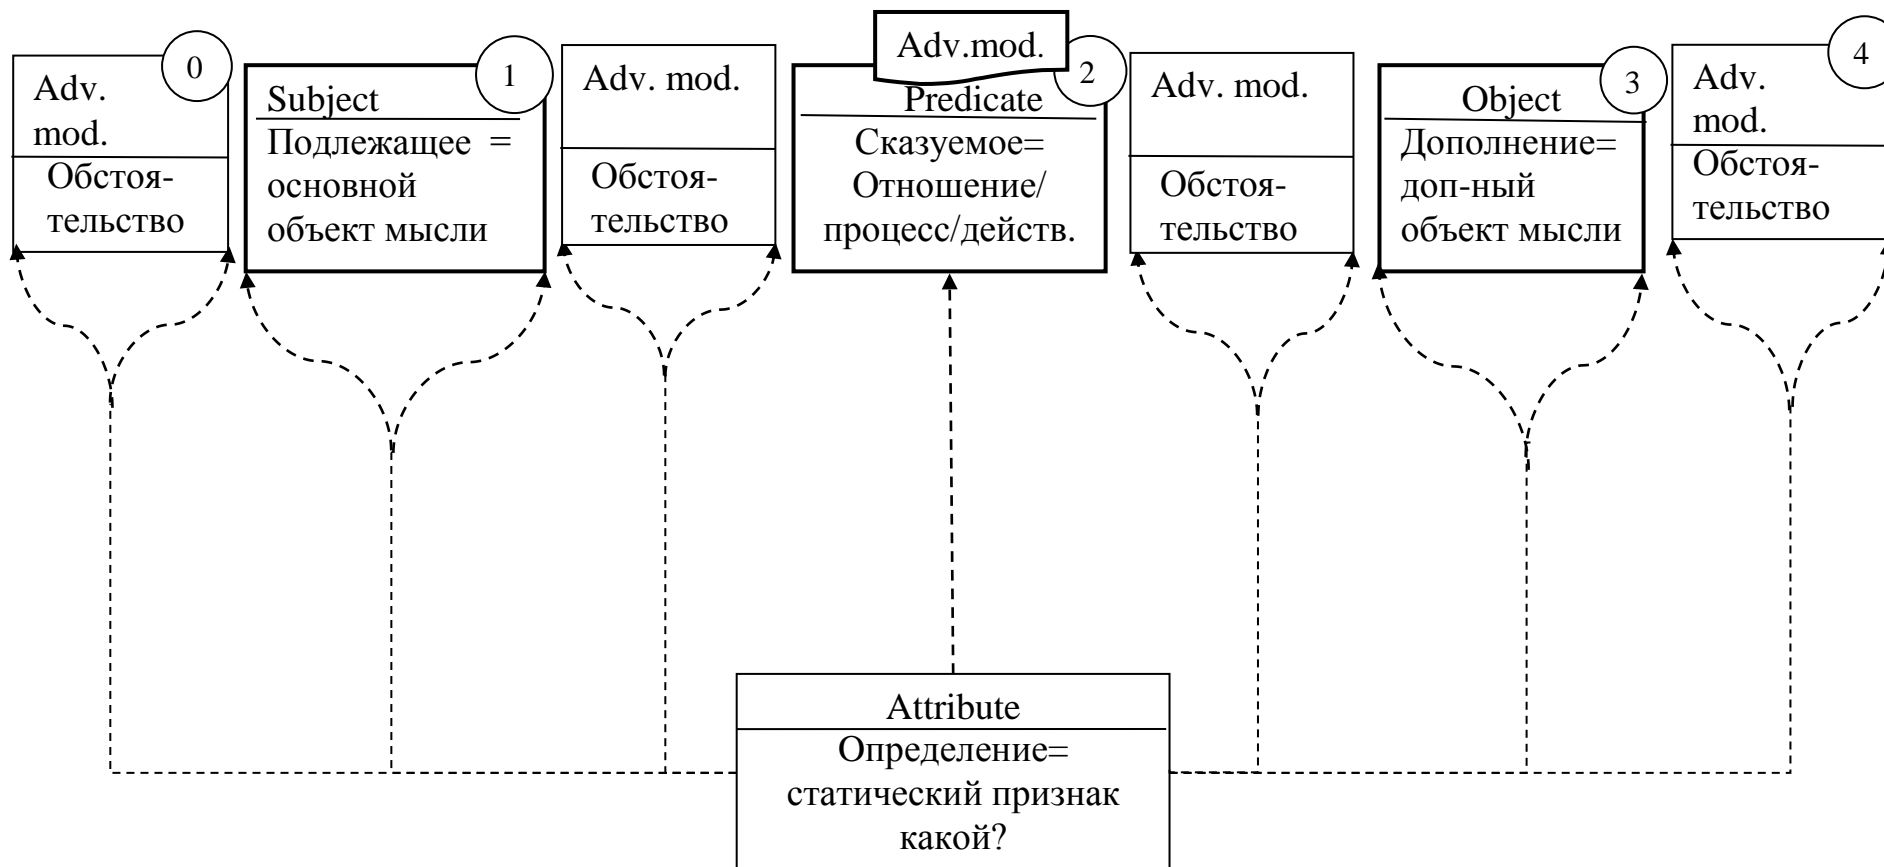 Adv.
mod.
0
Обстоя-
тельство
Subject
1
Подлежащее =
основной
объект мысли
Adv. mod.
Обстоя-
тельство
Adv.mod.
2
Predicate
Сказуемое=
Отношение/
процесс/действ.
Adv. mod.
Обстоя-
тельство
Object
3
Дополнение=
доп-ный
объект мысли
Adv.
mod.
4
Обстоя-
тельство
Attribute
Определение=
статический признак
какой?